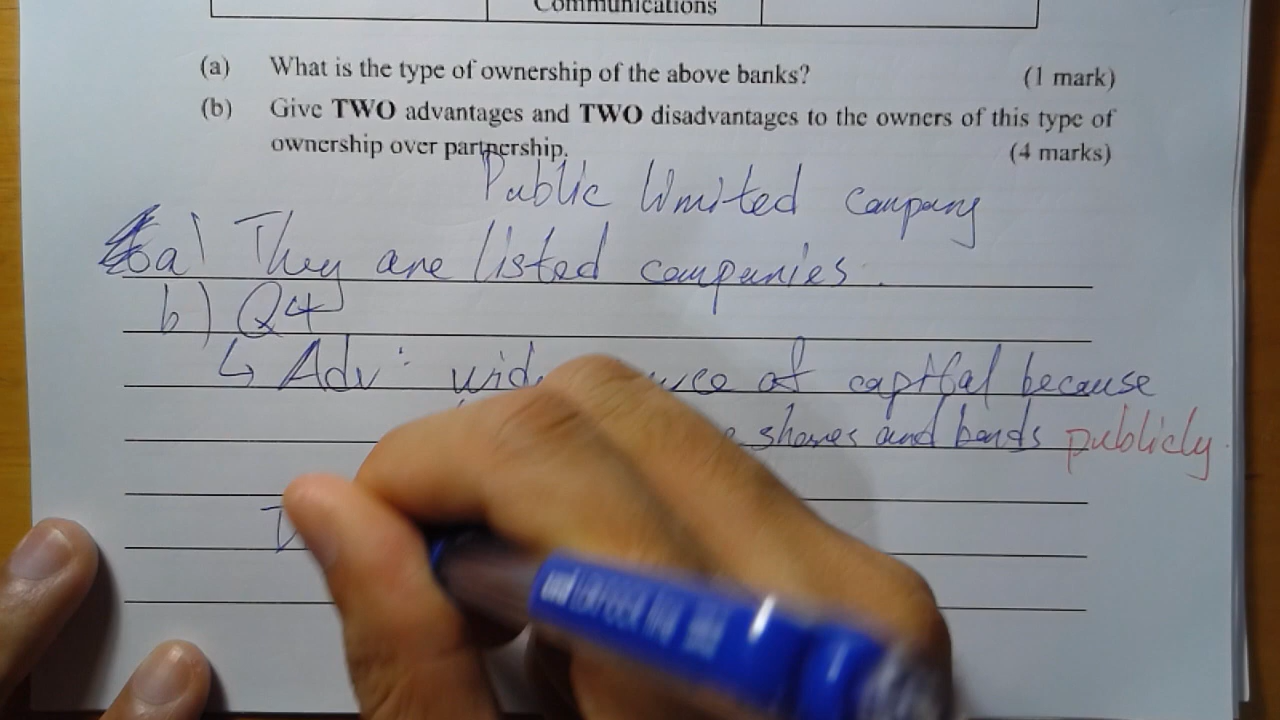 Communications
(a) What is the type of ownership of the above banks? (1 mark)
(b) Give TWO advantages and TWO disadvantages to the owners of this type of
ownership over partnership. (4 marks)
Public limited company
a) They are listed companies.
b) Q4
↳ Adv: of capital because
shares and bonds publicly.